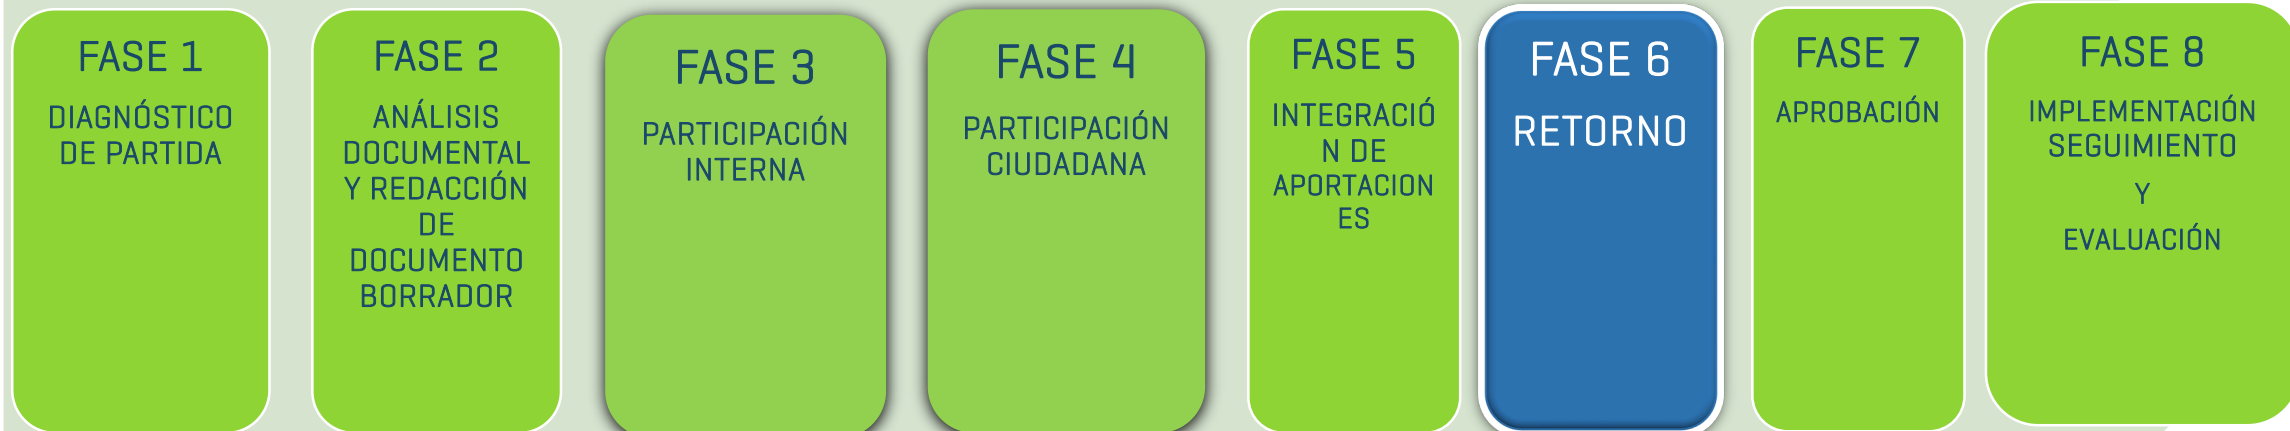 FASE 1
DIAGNÓSTICO
DE PARTIDA
FASE 2
ANÁLISIS
DOCUMENTAL
Y REDACCIÓN
DE
DOCUMENTO
BORRADOR
FASE 3
PARTICIPACIÓN
INTERNA
FASE 4
PARTICIPACIÓN
CIUDADANA
FASE 5
INTEGRACIÓ
N DE
APORTACION
ES
FASE 6
RETORNO
FASE 7
APROBACIÓN
FASE 8
IMPLEMENTACIÓN
SEGUIMIENTO
Y
EVALUACIÓN